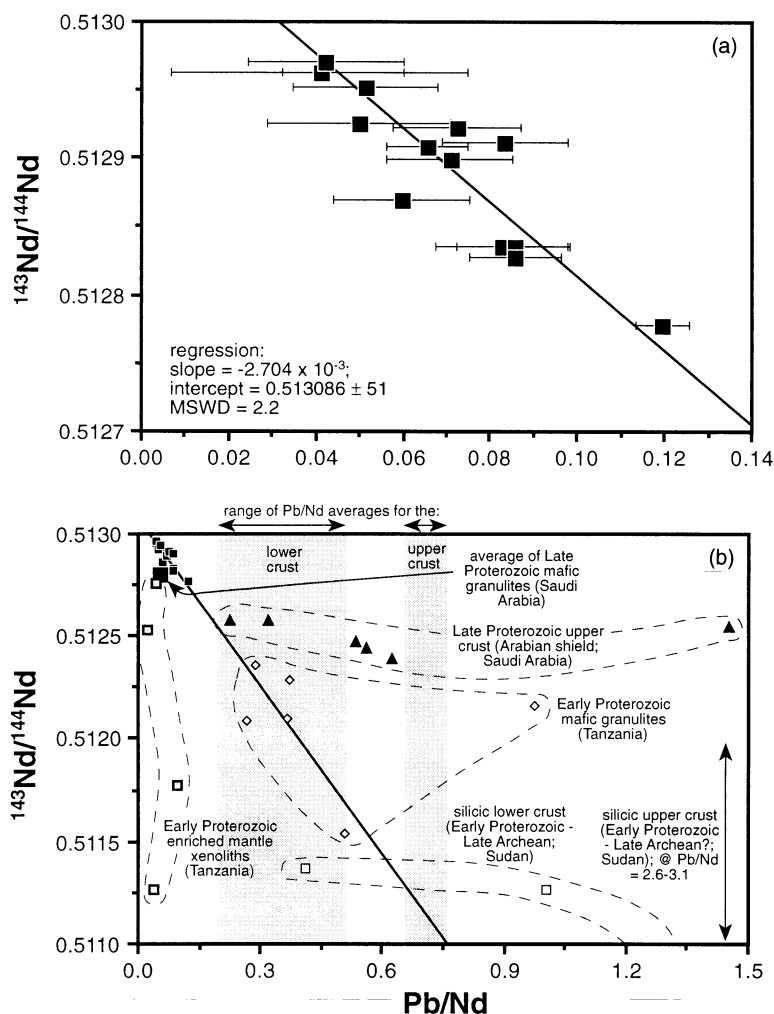 (a)
0.5130
0.5129
0.5128
0.5127
143Nd/144Nd
regression:
slope = -2.704 x 10-3;
intercept = 0.513086 ± 51
MSWD = 2.2
0.00 0.02 0.04 0.06 0.08 0.10 0.12 0.14
range of Pb/Nd averages for the:
(b)
0.5130
0.5125
0.5120
0.5115
0.5110
143Nd/144Nd
lower
crust
upper
crust
average of Late
Proterozoic mafic
granulites (Saudi
Arabia)
Late Proterozoic upper
crust (Arabian shield;
Saudi Arabia)
Early Proterozoic
mafic granulites
(Tanzania)
Early Proterozoic
enriched mantle
xenoliths
(Tanzania)
silicic lower crust
(Early Proterozoic -
Late Archean;
Sudan)
silicic upper crust
(Early Proterozoic
- Late Archean?;
Sudan); @ Pb/Nd
= 2.6-3.1
0.0 0.3 0.6 0.9 1.2 1.5
Pb/Nd